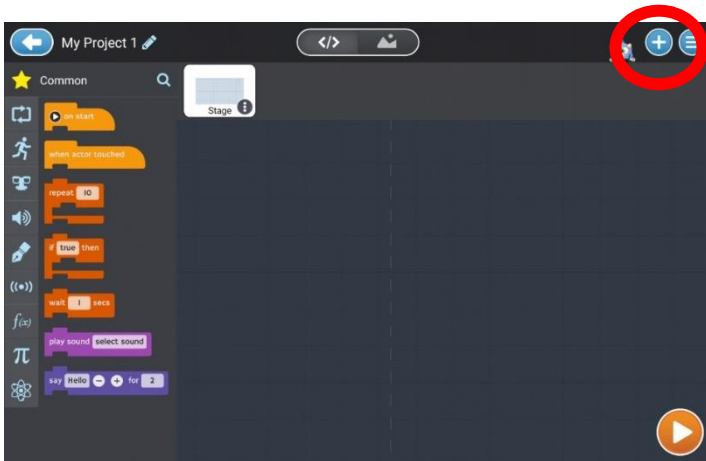 My Project 1
</>
Common
Stage
on start
when actor touched
repeat 10
if true then
wait 1 secs
((•))
f(x)
play sound select sound
π
say Hello - + for 2